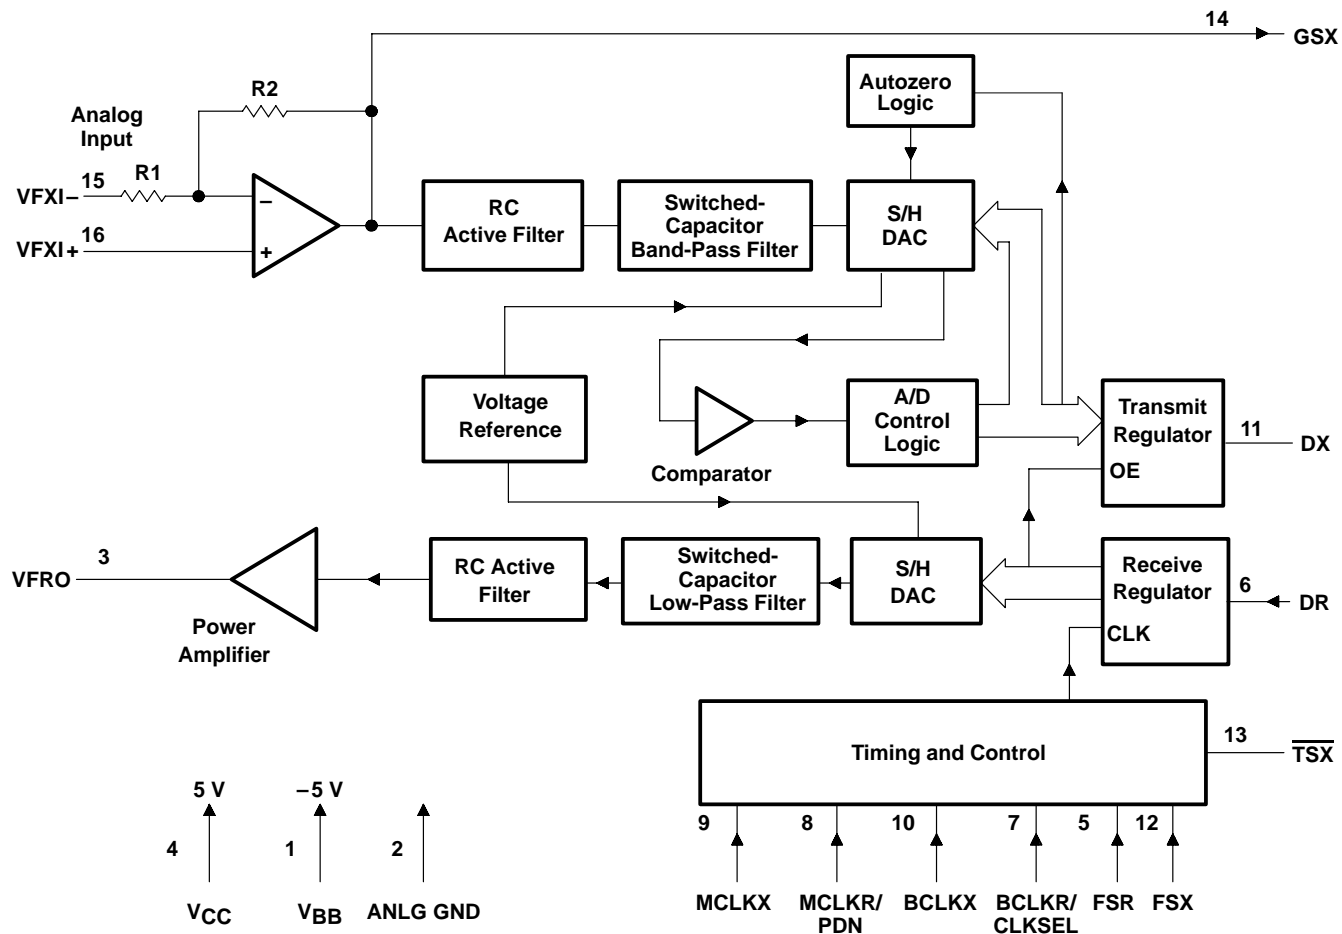 14
GSX
R2
Autozero
Logic
Analog
Input
15
R1
VFXI–
–
RC
Active Filter
Switched-
Capacitor
Band-Pass Filter
S/H
DAC
16
VFXI+
+
Voltage
Reference
A/D
Control
Logic
Transmit
Regulator
11
DX
OE
Comparator
3
VFRO
RC Active
Filter
Switched-
Capacitor
Low-Pass Filter
S/H
DAC
Receive
Regulator
6
DR
CLK
Power
Amplifier
Timing and Control
13
TSX
5 V
–5 V
9
8
10
7
5
12
4
1
2
VCC
VBB
ANLG GND
MCLKX
MCLKR/
PDN
BCLKX
BCLKR/
CLKSEL
FSR
FSX